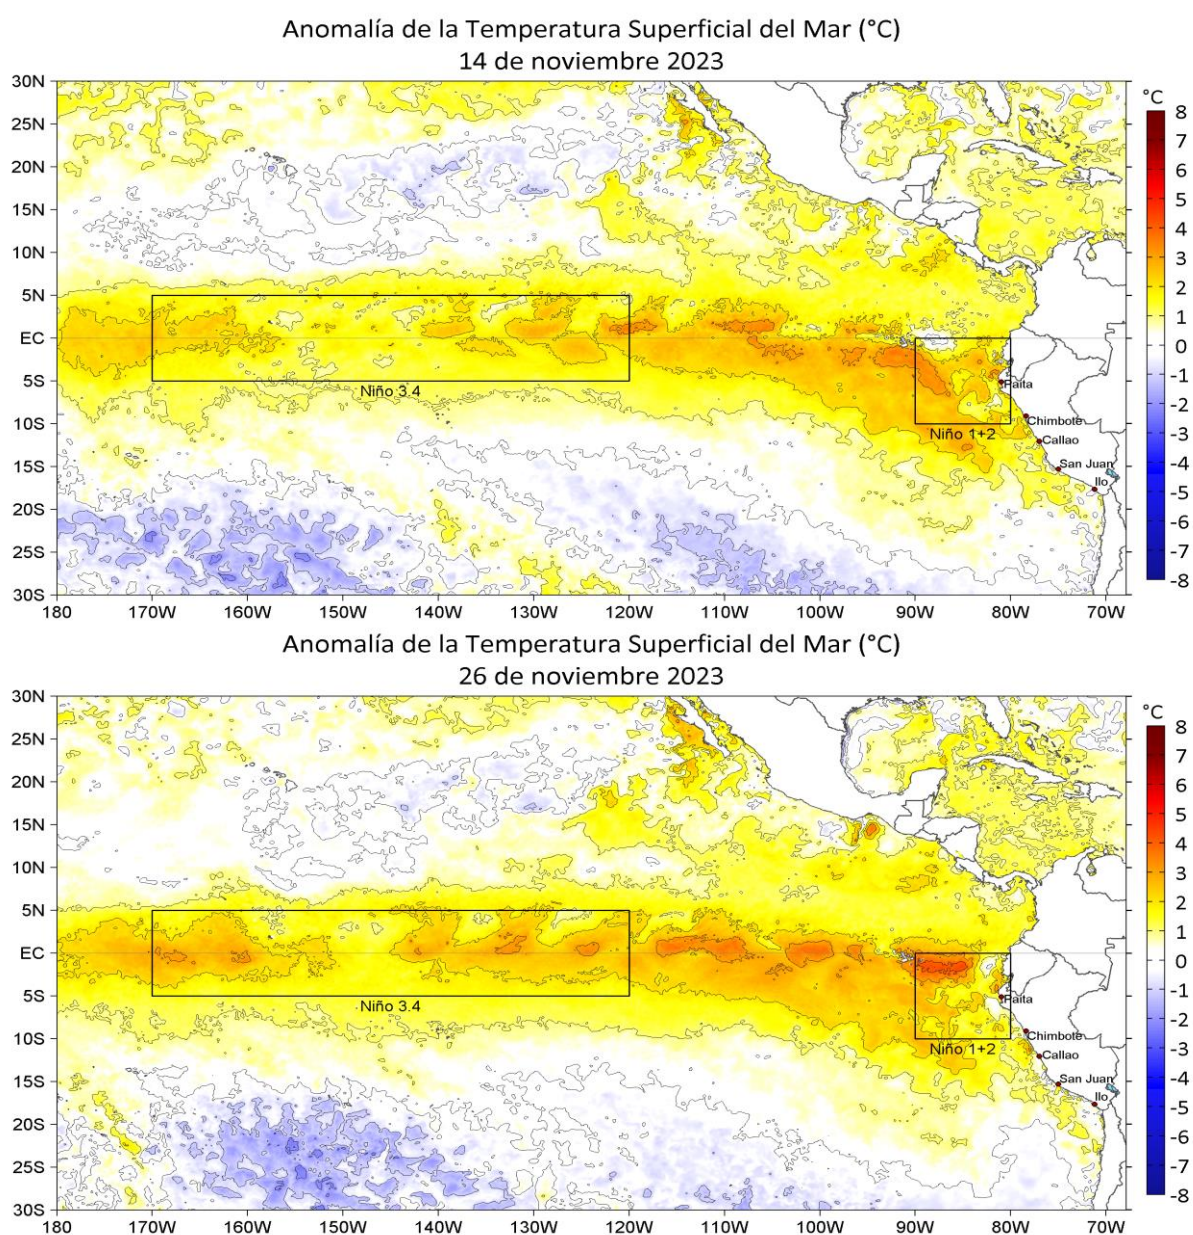 Anomalía de la Temperatura Superficial del Mar (°C)
14 de noviembre 2023
30N
25N
20N
15N
10N
5N
EC
5S
10S
15S
20S
25S
30S
180 170W 160W 150W 140W 130W 120W 110W 100W 90W 80W 70W
Niño 3.4
Niño 1+2
Paita
Chimbote
Callao
San Juan
Ilo
°C
8
7
6
5
4
3
2
1
0
-1
-2
-3
-4
-5
-6
-7
-8
Anomalía de la Temperatura Superficial del Mar (°C)
26 de noviembre 2023
30N
25N
20N
15N
10N
5N
EC
5S
10S
15S
20S
25S
30S
180 170W 160W 150W 140W 130W 120W 110W 100W 90W 80W 70W
Niño 3.4
Niño 1+2
Paita
Chimbote
Callao
San Juan
Ilo
°C
8
7
6
5
4
3
2
1
0
-1
-2
-3
-4
-5
-6
-7
-8